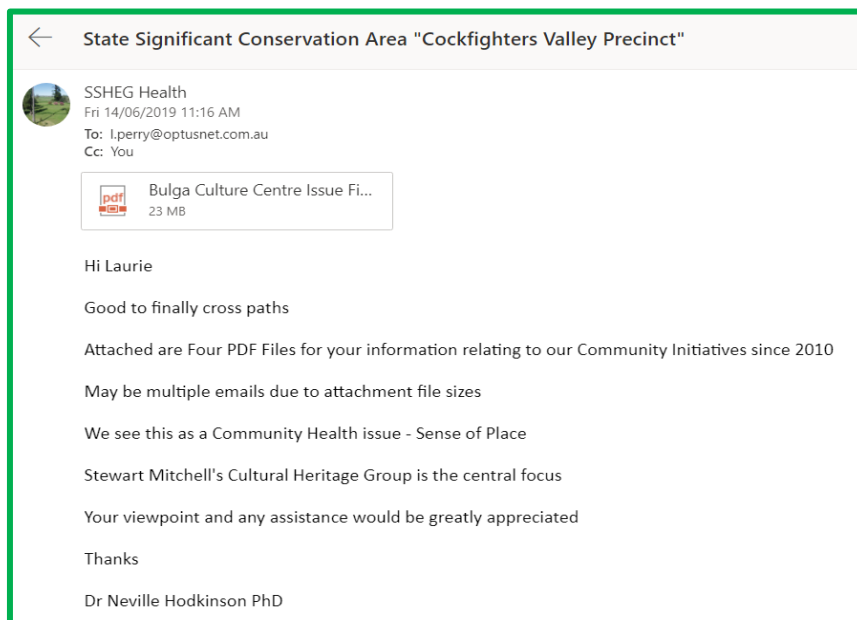 State Significant Conservation Area "Cockfighters Valley Precinct"
SSHEG Health
Fri 14/06/2019 11:16 AM
To: l.perry@optusnet.com.au
Cc: You
pdf
Bulga Culture Centre Issue Fi...
23 MB
Hi Laurie
Good to finally cross paths
Attached are Four PDF Files for your information relating to our Community Initiatives since 2010
May be multiple emails due to attachment file sizes
We see this as a Community Health issue - Sense of Place
Stewart Mitchell's Cultural Heritage Group is the central focus
Your viewpoint and any assistance would be greatly appreciated
Thanks
Dr Neville Hodkinson PhD